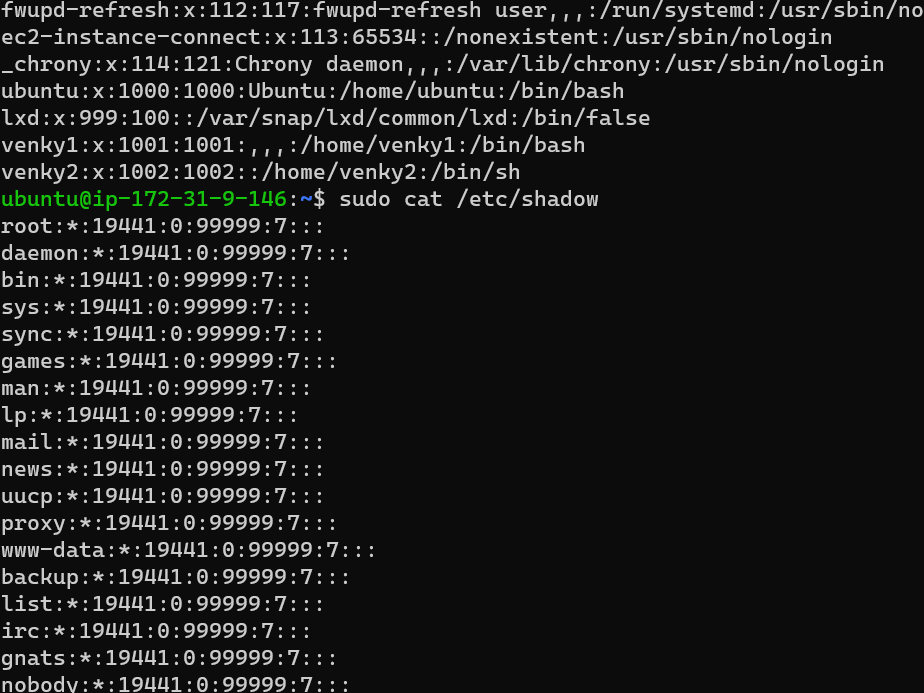 fwupd-refresh:x:112:117:fwupd-refresh user,,,:/run/systemd:/usr/sbin/no
ec2-instance-connect:x:113:65534::/nonexistent:/usr/sbin/nologin
_chrony:x:114:121:Chrony daemon,,,:/var/lib/chrony:/usr/sbin/nologin
ubuntu:x:1000:1000:Ubuntu:/home/ubuntu:/bin/bash
lxd:x:999:100::/var/snap/lxd/common/lxd:/bin/false
venky1:x:1001:1001:,,,:/home/venky1:/bin/bash
venky2:x:1002:1002::/home/venky2:/bin/sh
ubuntu@ip-172-31-9-146:~$ sudo cat /etc/shadow
root:*:19441:0:99999:7:::
daemon:*:19441:0:99999:7:::
bin:*:19441:0:99999:7:::
sys:*:19441:0:99999:7:::
sync:*:19441:0:99999:7:::
games:*:19441:0:99999:7:::
man:*:19441:0:99999:7:::
lp:*:19441:0:99999:7:::
mail:*:19441:0:99999:7:::
news:*:19441:0:99999:7:::
uucp:*:19441:0:99999:7:::
proxy:*:19441:0:99999:7:::
www-data:*:19441:0:99999:7:::
backup:*:19441:0:99999:7:::
list:*:19441:0:99999:7:::
irc:*:19441:0:99999:7:::
gnats:*:19441:0:99999:7:::
nobody:*:19441:0:99999:7:::